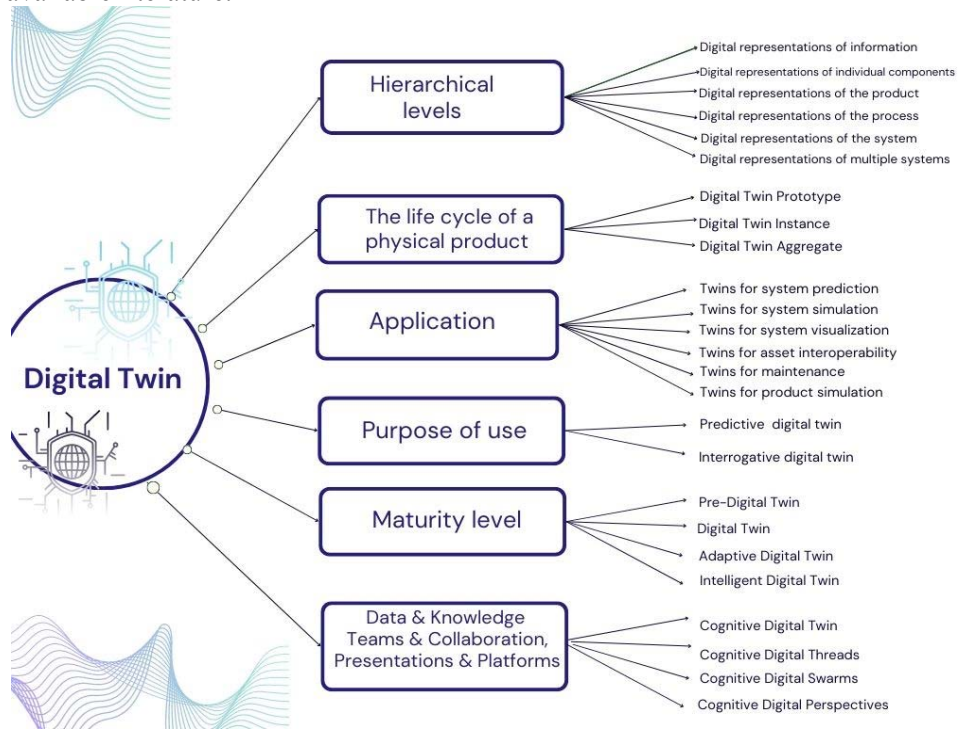 Digital Twin
Hierarchical
levels
Digital representations of information
Digital representations of individual components
Digital representations of the product
Digital representations of the process
Digital representations of the system
Digital representations of multiple systems
The life cycle of a
physical product
Digital Twin Prototype
Digital Twin Instance
Digital Twin Aggregate
Application
Twins for system prediction
Twins for system simulation
Twins for system visualization
Twins for asset interoperability
Twins for maintenance
Twins for product simulation
Purpose of use
Predictive digital twin
Interrogative digital twin
Maturity level
Pre-Digital Twin
Digital Twin
Adaptive Digital Twin
Intelligent Digital Twin
Data & Knowledge
Teams & Collaboration,
Presentations & Platforms
Cognitive Digital Twin
Cognitive Digital Threads
Cognitive Digital Swarms
Cognitive Digital Perspectives